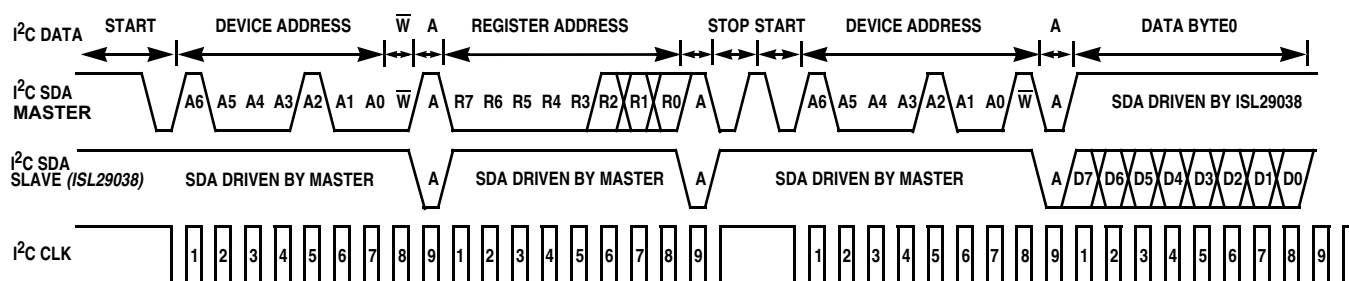 I²C DATA START DEVICE ADDRESS W̅ A REGISTER ADDRESS STOP START DEVICE ADDRESS A DATA BYTE0
I²C SDA MASTER A6 A5 A4 A3 A2 A1 A0 W̅ A R7 R6 R5 R4 R3 R2 R1 R0 A A6 A5 A4 A3 A2 A1 A0 W̅ A SDA DRIVEN BY ISL29038
I²C SDA SLAVE (ISL29038) SDA DRIVEN BY MASTER A SDA DRIVEN BY MASTER A SDA DRIVEN BY MASTER A D7 D6 D5 D4 D3 D2 D1 D0
I²C CLK 1 2 3 4 5 6 7 8 9 1 2 3 4 5 6 7 8 9 1 2 3 4 5 6 7 8 9 1 2 3 4 5 6 7 8 9